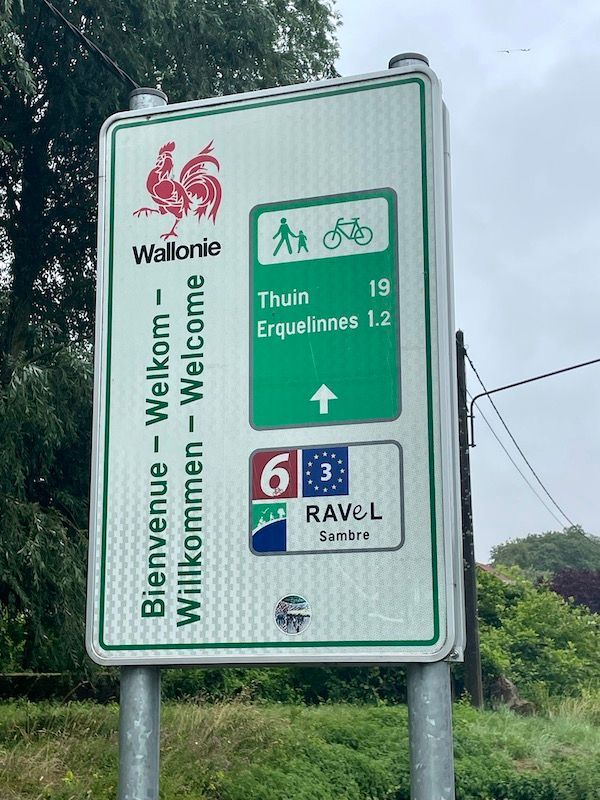 Wallonie
Bienvenue – Welkom –
Willkommen – Welcome
Thuin 19
Erquelinnes 1.2
6 3
RAVeL
Sambre